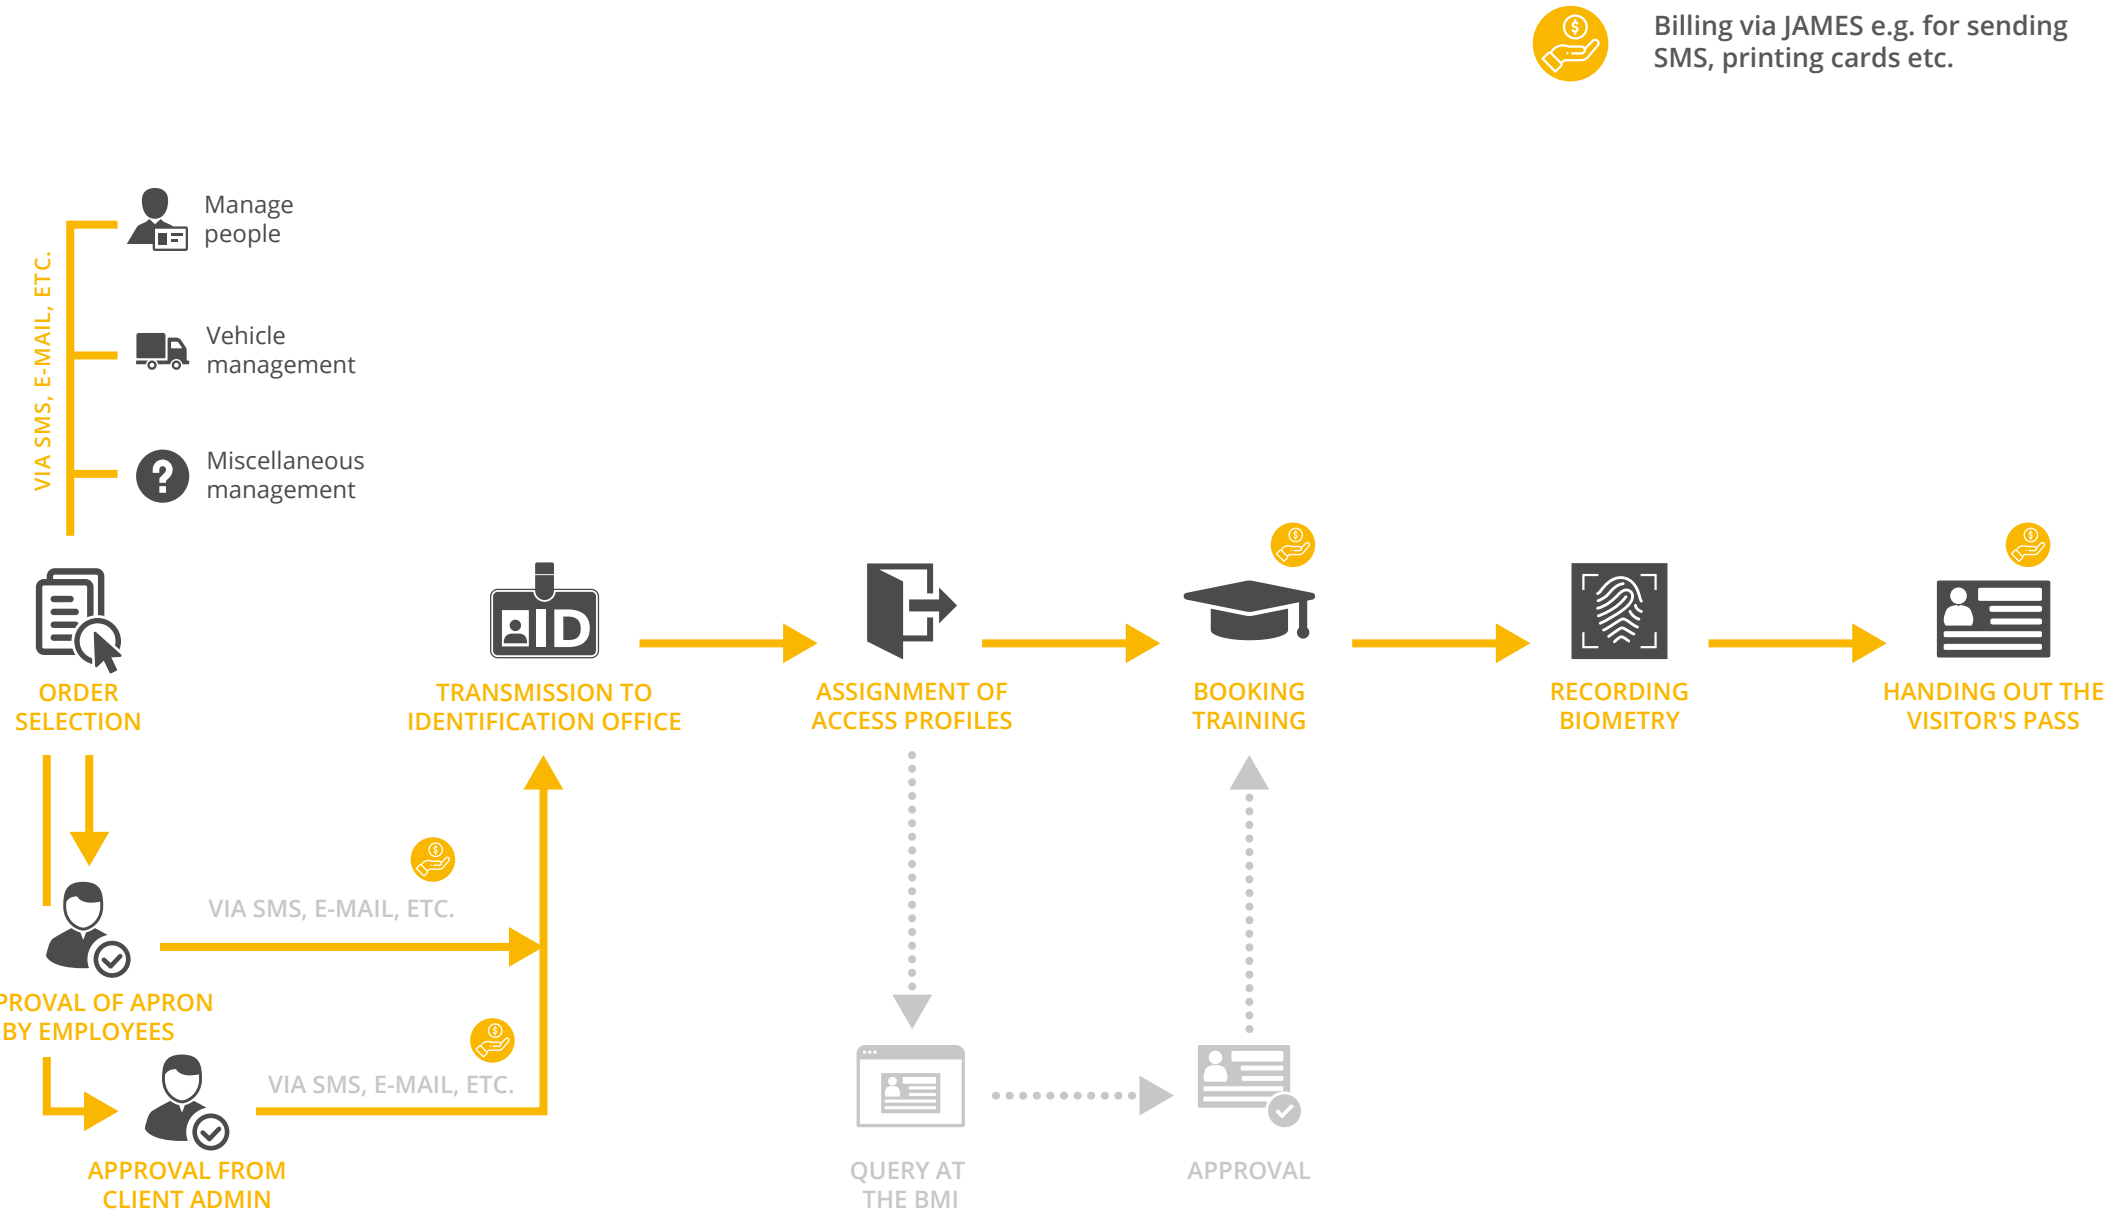 Billing via JAMES e.g. for sending
SMS, printing cards etc.
VIA SMS, E-MAIL, ETC.
Manage
people
Vehicle
management
?
Miscellaneous
management
ORDER
SELECTION
ID
TRANSMISSION TO
IDENTIFICATION OFFICE
ASSIGNMENT OF
ACCESS PROFILES
BOOKING
TRAINING
RECORDING
BIOMETRY
HANDING OUT THE
VISITOR'S PASS
VIA SMS, E-MAIL, ETC.
PROVAL OF APRON
BY EMPLOYEES
VIA SMS, E-MAIL, ETC.
APPROVAL FROM
CLIENT ADMIN
QUERY AT
THE BMI
APPROVAL